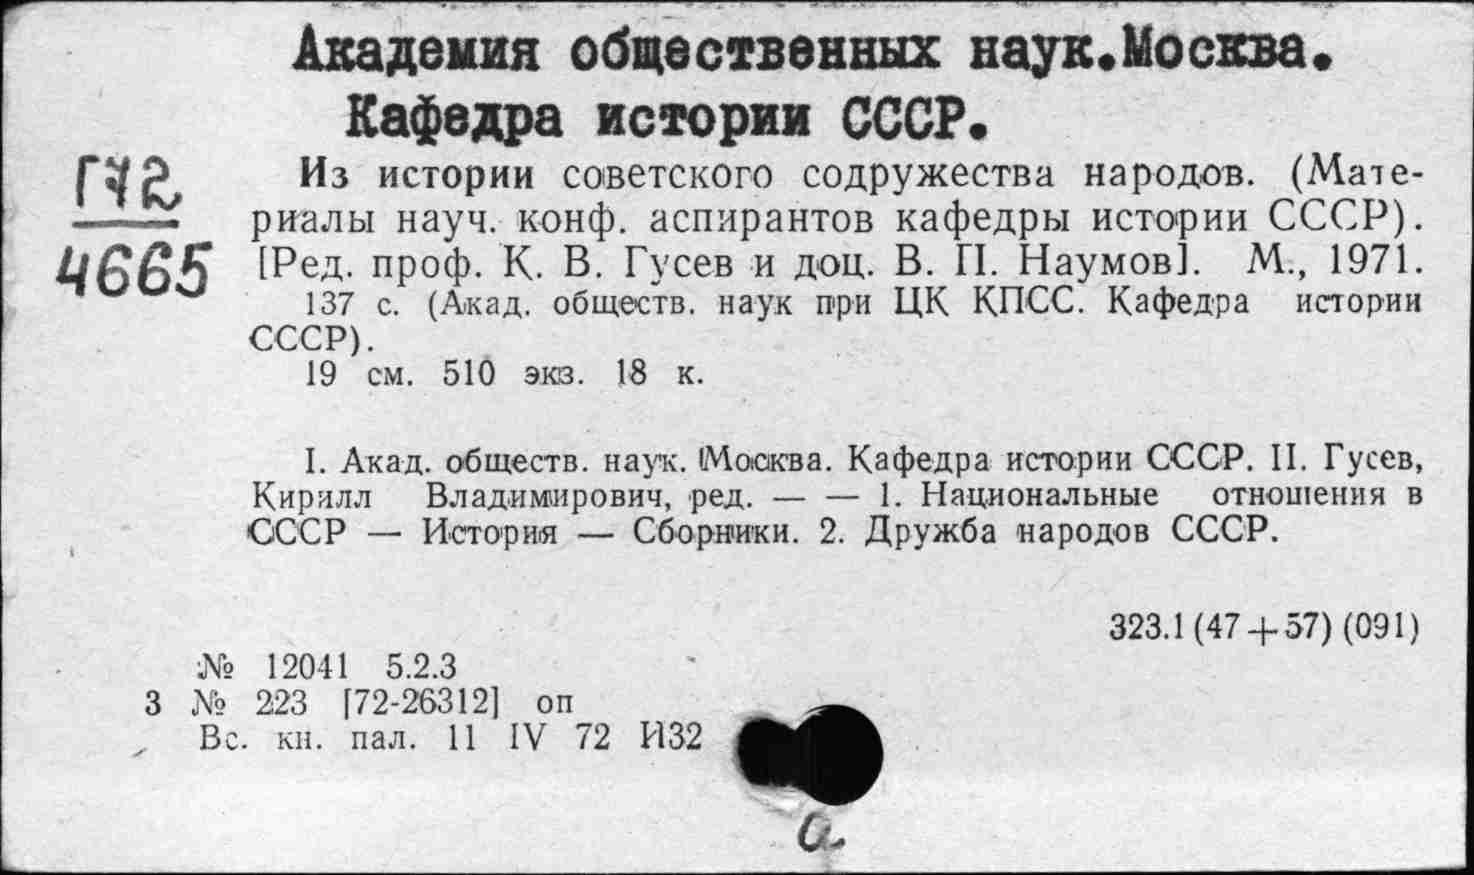 Академия общественных наук.Москва.
Кафедра истории СССР.
Г72
4665
Из истории советского содружества народов. (Мате-
риалы науч. конф. аспирантов кафедры истории СССР).
[Ред. проф. К. В. Гусев и доц. В. П. Наумов]. М., 1971.
137 с. (Акад. обществ. наук при ЦК КПСС. Кафедра истории
СССР).
19 см. 510 экз. 18 к.
I. Акад. обществ. наук. Москва. Кафедра истории СССР. II. Гусев,
Кирилл Владимирович, ред. — — 1. Национальные отношения в
СССР — История — Сборники. 2. Дружба народов СССР.
323.1 (47+57) (091)
№ 12041 5.2.3
3 № 223 [72-26312] оп
Вс. кн. пал. 11 IV 72 И32
а